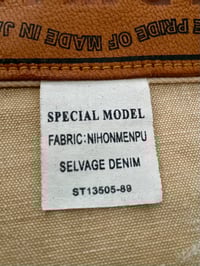 THE PRIDE OF MADE IN
SPECIAL MODEL
FABRIC:NIHONMENPU
SELVAGE DENIM
ST13505-89